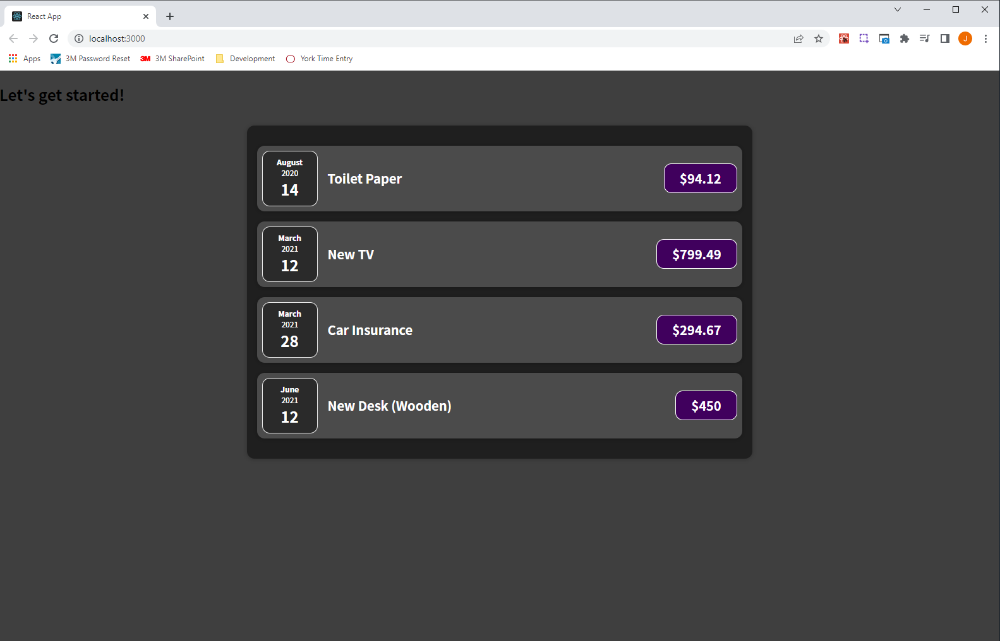 React App
localhost:3000
J
Apps
3M Password Reset
3M
3M SharePoint
Development
York Time Entry
Let's get started!
August
2020
14
Toilet Paper
$94.12
March
2021
12
New TV
$799.49
March
2021
28
Car Insurance
$294.67
June
2021
12
New Desk (Wooden)
$450